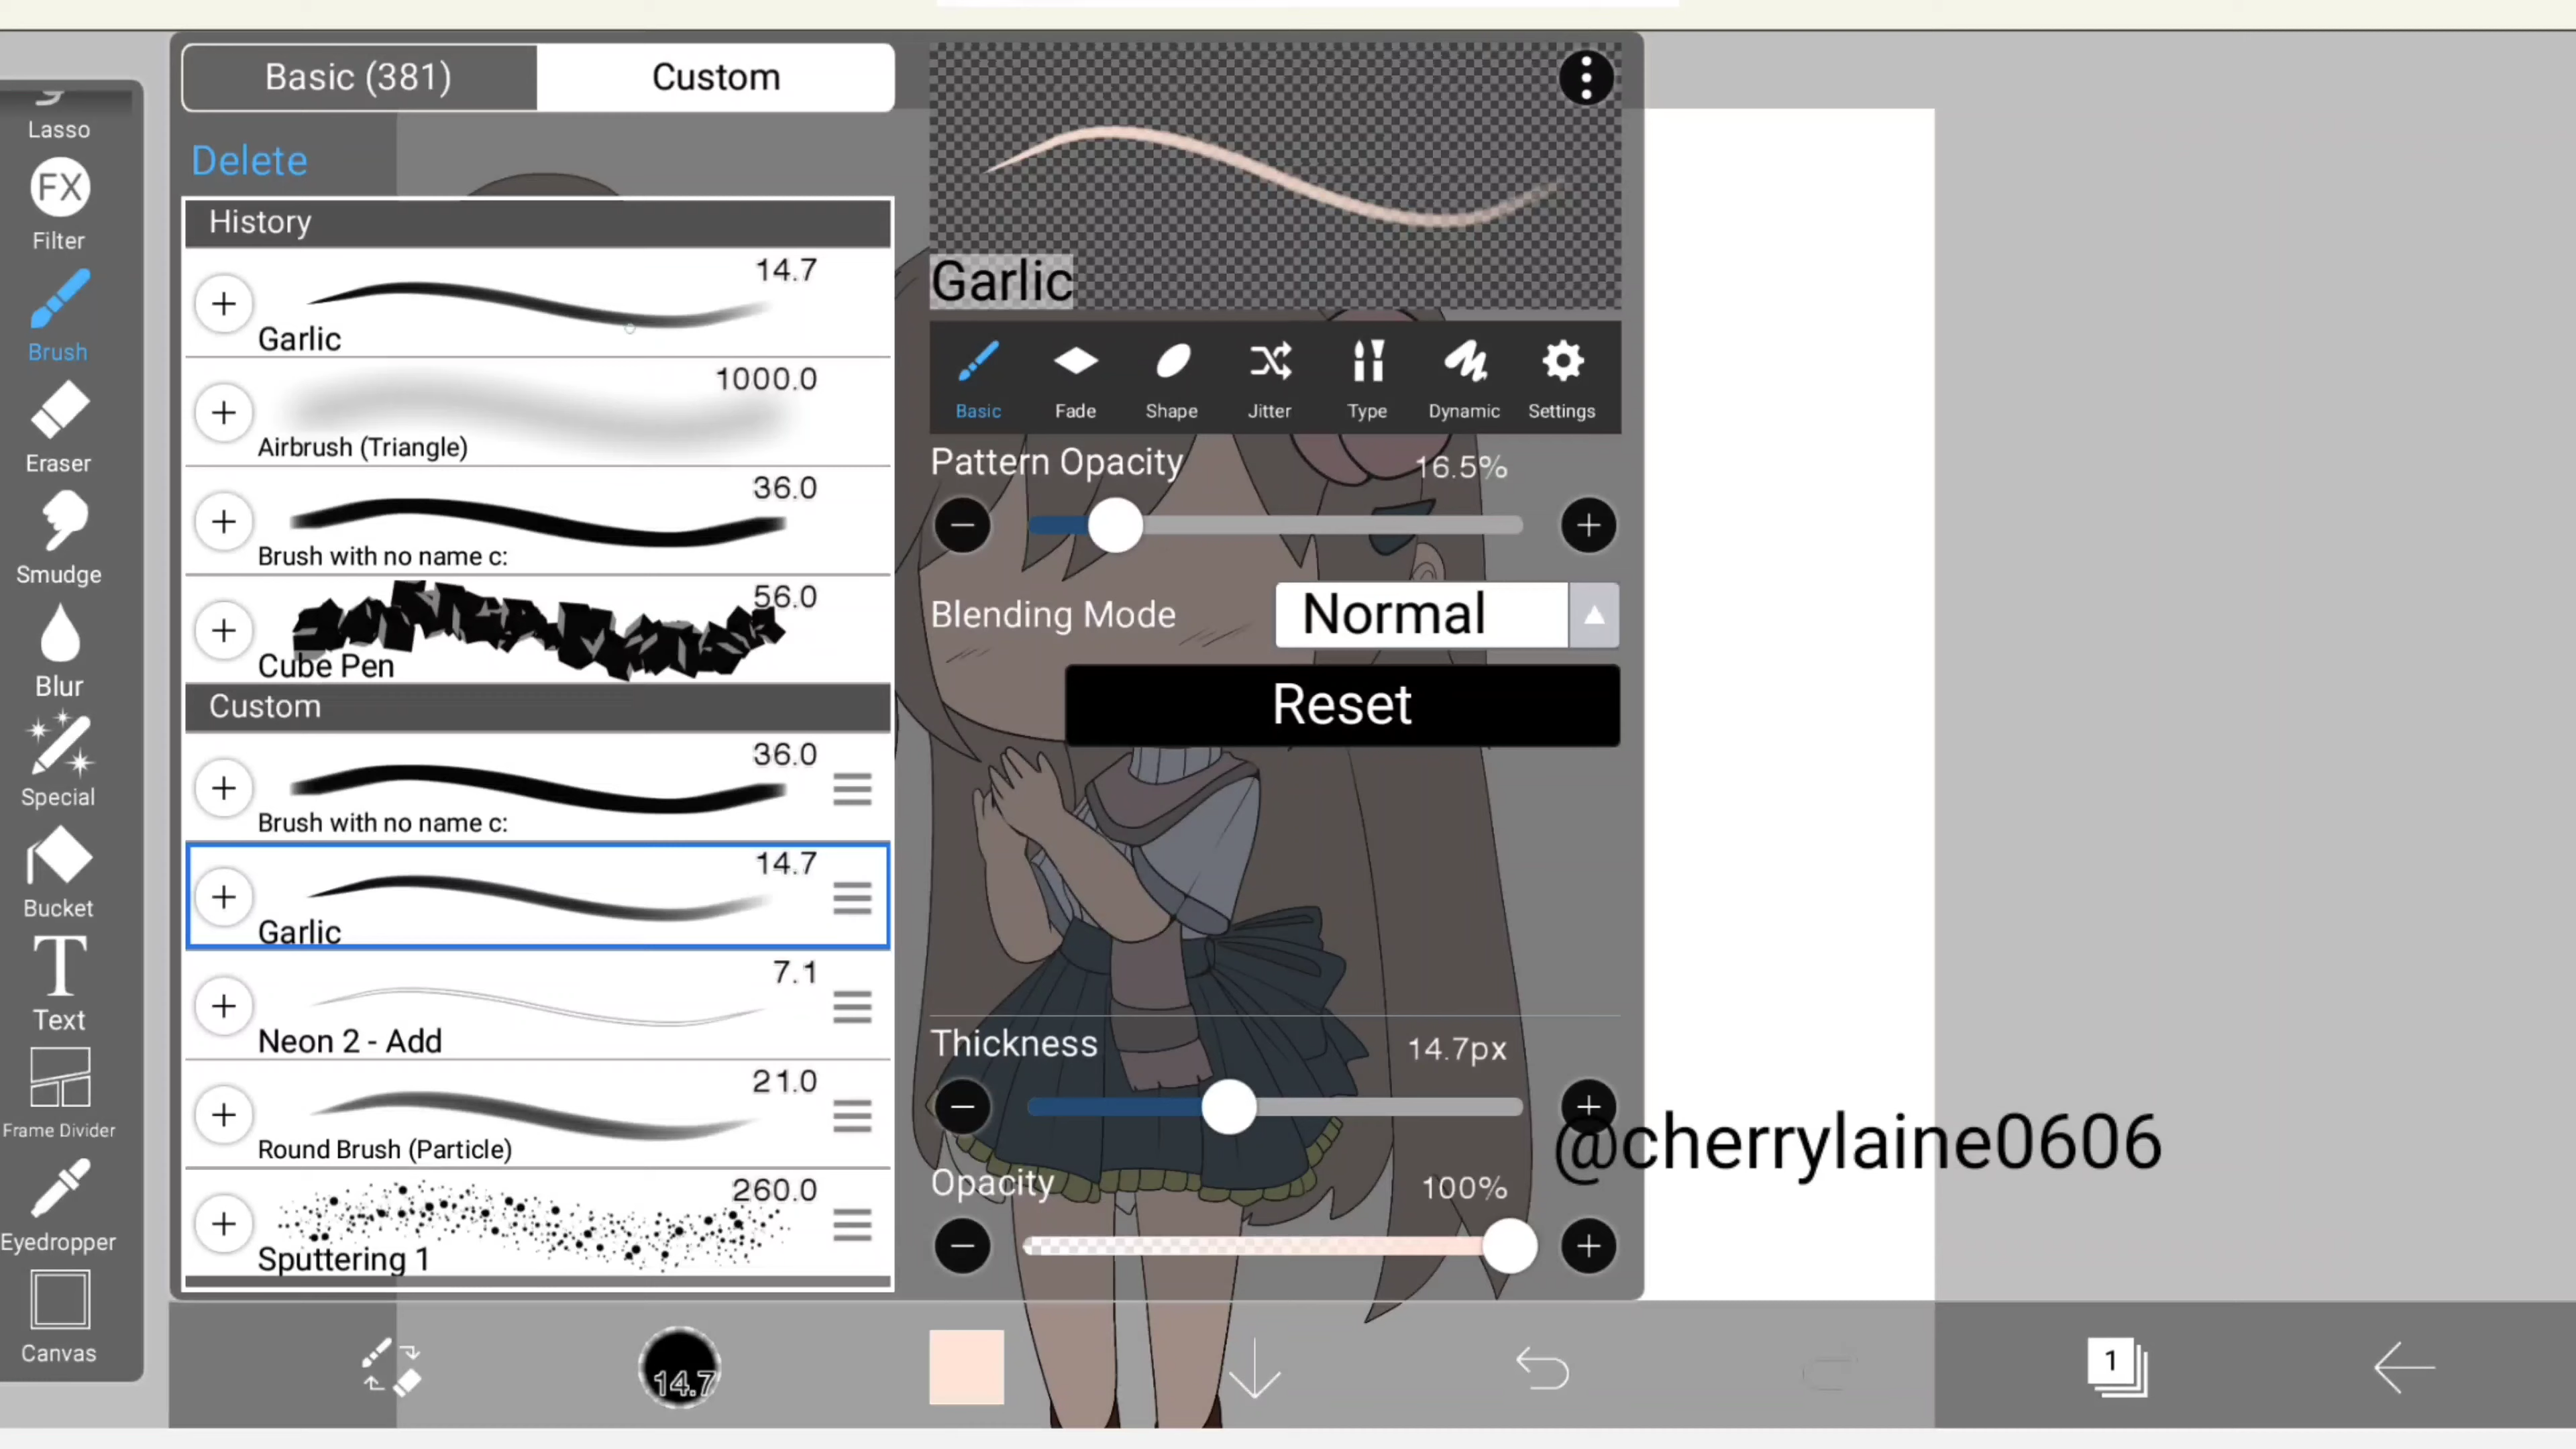 Lasso
FX
Filter
Brush
Eraser
Smudge
Blur
Special
Bucket
T
Text
Frame Divider
Eyedropper
Canvas
Basic (381)
Custom
Delete
History
14.7
Garlic
1000.0
Airbrush (Triangle)
36.0
Brush with no name c:
56.0
Cube Pen
Custom
36.0
Brush with no name c:
14.7
Garlic
7.1
Neon 2 - Add
21.0
Round Brush (Particle)
260.0
Sputtering 1
Garlic
Basic Fade Shape Jitter Type Dynamic Settings
Pattern Opacity 16.5%
Blending Mode Normal
Reset
Thickness 14.7px
@cherrylaine0606
Opacity 100%
14.7
1